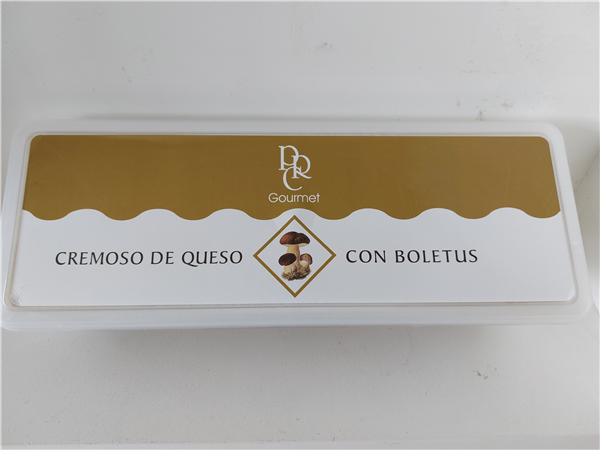 DRC
Gourmet
CREMOSO DE QUESO CON BOLETUS